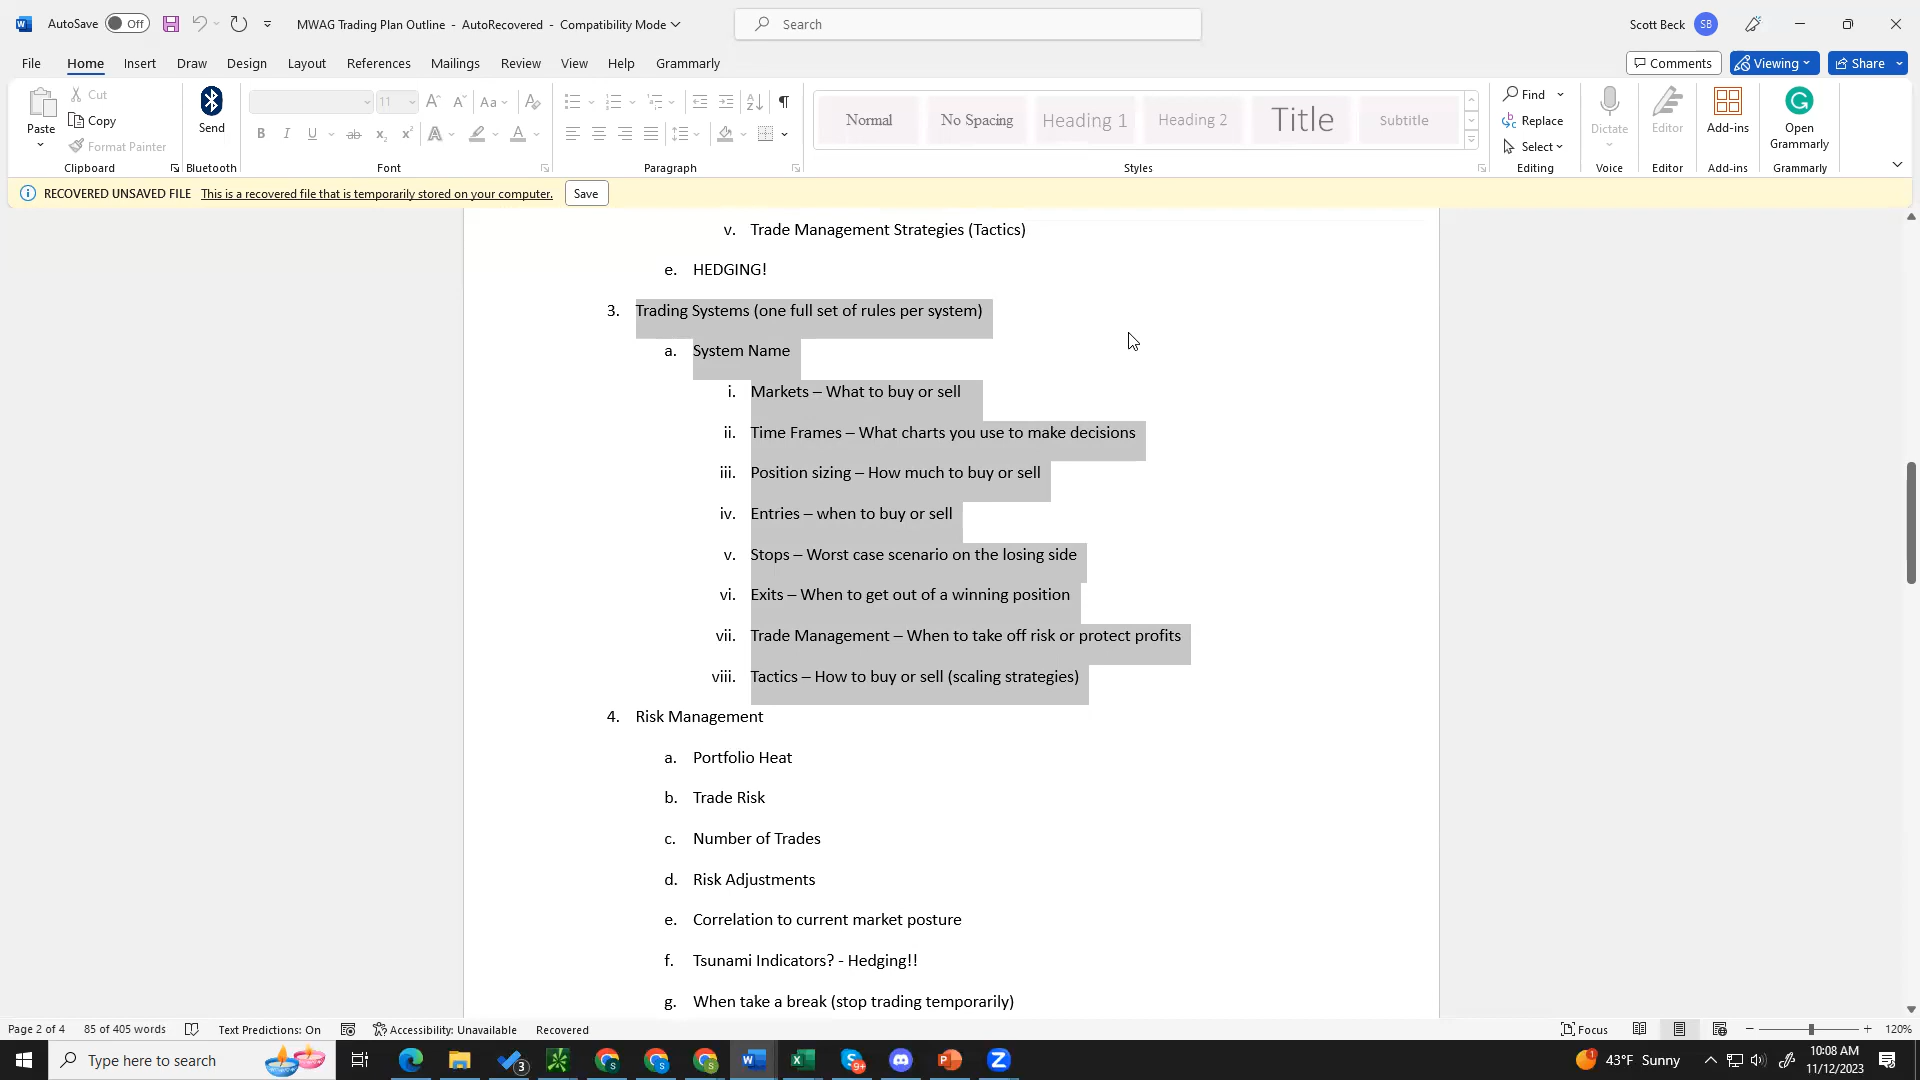 AutoSave Off MWAG Trading Plan Outline - AutoRecovered - Compatibility Mode Search Scott Beck SB
File Home Insert Draw Design Layout References Mailings Review View Help Grammarly Comments Viewing Share
Paste Cut Copy Format Painter Clipboard
Send Bluetooth
11 Aa B I U ab x₂ x² A A Font
Paragraph
Normal No Spacing Heading 1 Heading 2 Title Subtitle Styles
Find Replace Select Editing
Dictate Voice
Editor Editor
Add-ins Add-ins
Open Grammarly Grammarly
RECOVERED UNSAVED FILE This is a recovered file that is temporarily stored on your computer. Save
v. Trade Management Strategies (Tactics)
e. HEDGING!
3. Trading Systems (one full set of rules per system)
a. System Name
i. Markets – What to buy or sell
ii. Time Frames – What charts you use to make decisions
iii. Position sizing – How much to buy or sell
iv. Entries – when to buy or sell
v. Stops – Worst case scenario on the losing side
vi. Exits – When to get out of a winning position
vii. Trade Management – When to take off risk or protect profits
viii. Tactics – How to buy or sell (scaling strategies)
4. Risk Management
a. Portfolio Heat
b. Trade Risk
c. Number of Trades
d. Risk Adjustments
e. Correlation to current market posture
f. Tsunami Indicators? - Hedging!!
g. When take a break (stop trading temporarily)
Page 2 of 4 85 of 405 words Text Predictions: On Accessibility: Unavailable Recovered Focus 120%
Type here to search 3 9+ 43°F Sunny 10:08 AM
11/12/2023